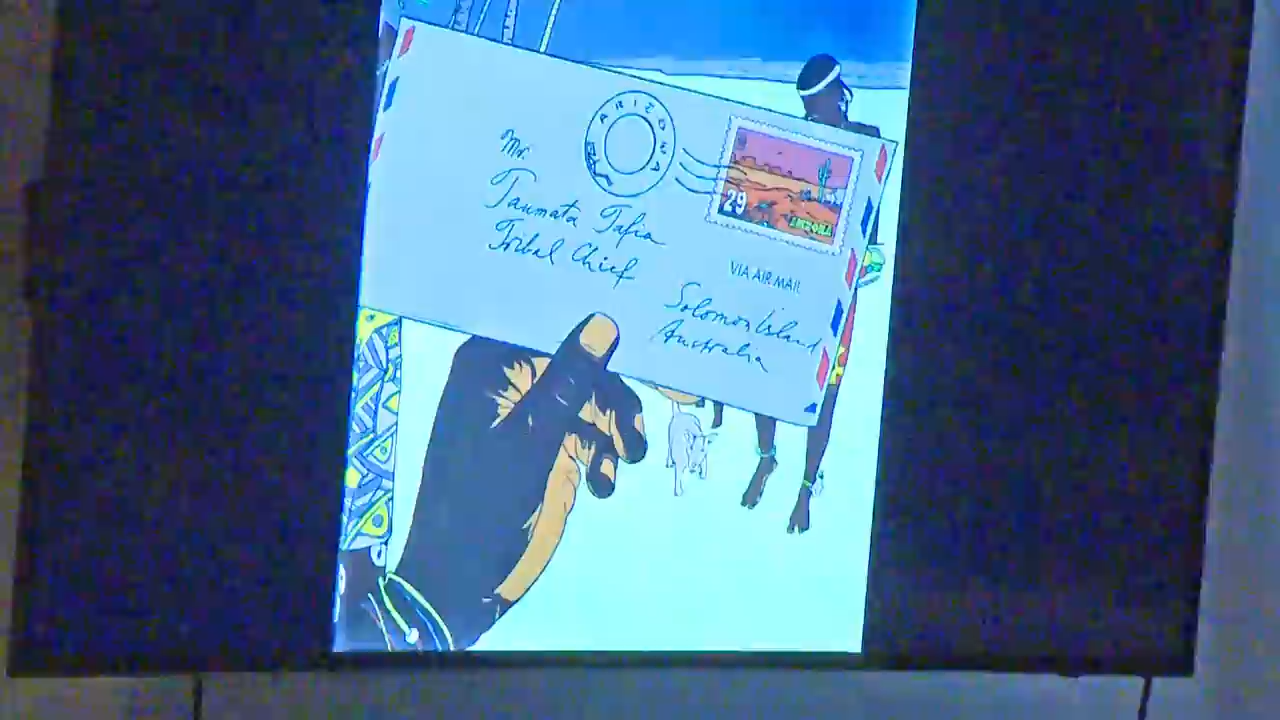 ARIZONA
Mr.
Taumata Tafia
Tribal Chief
29
ARIZONA
VIA AIR MAIL
Solomon Island
Australia